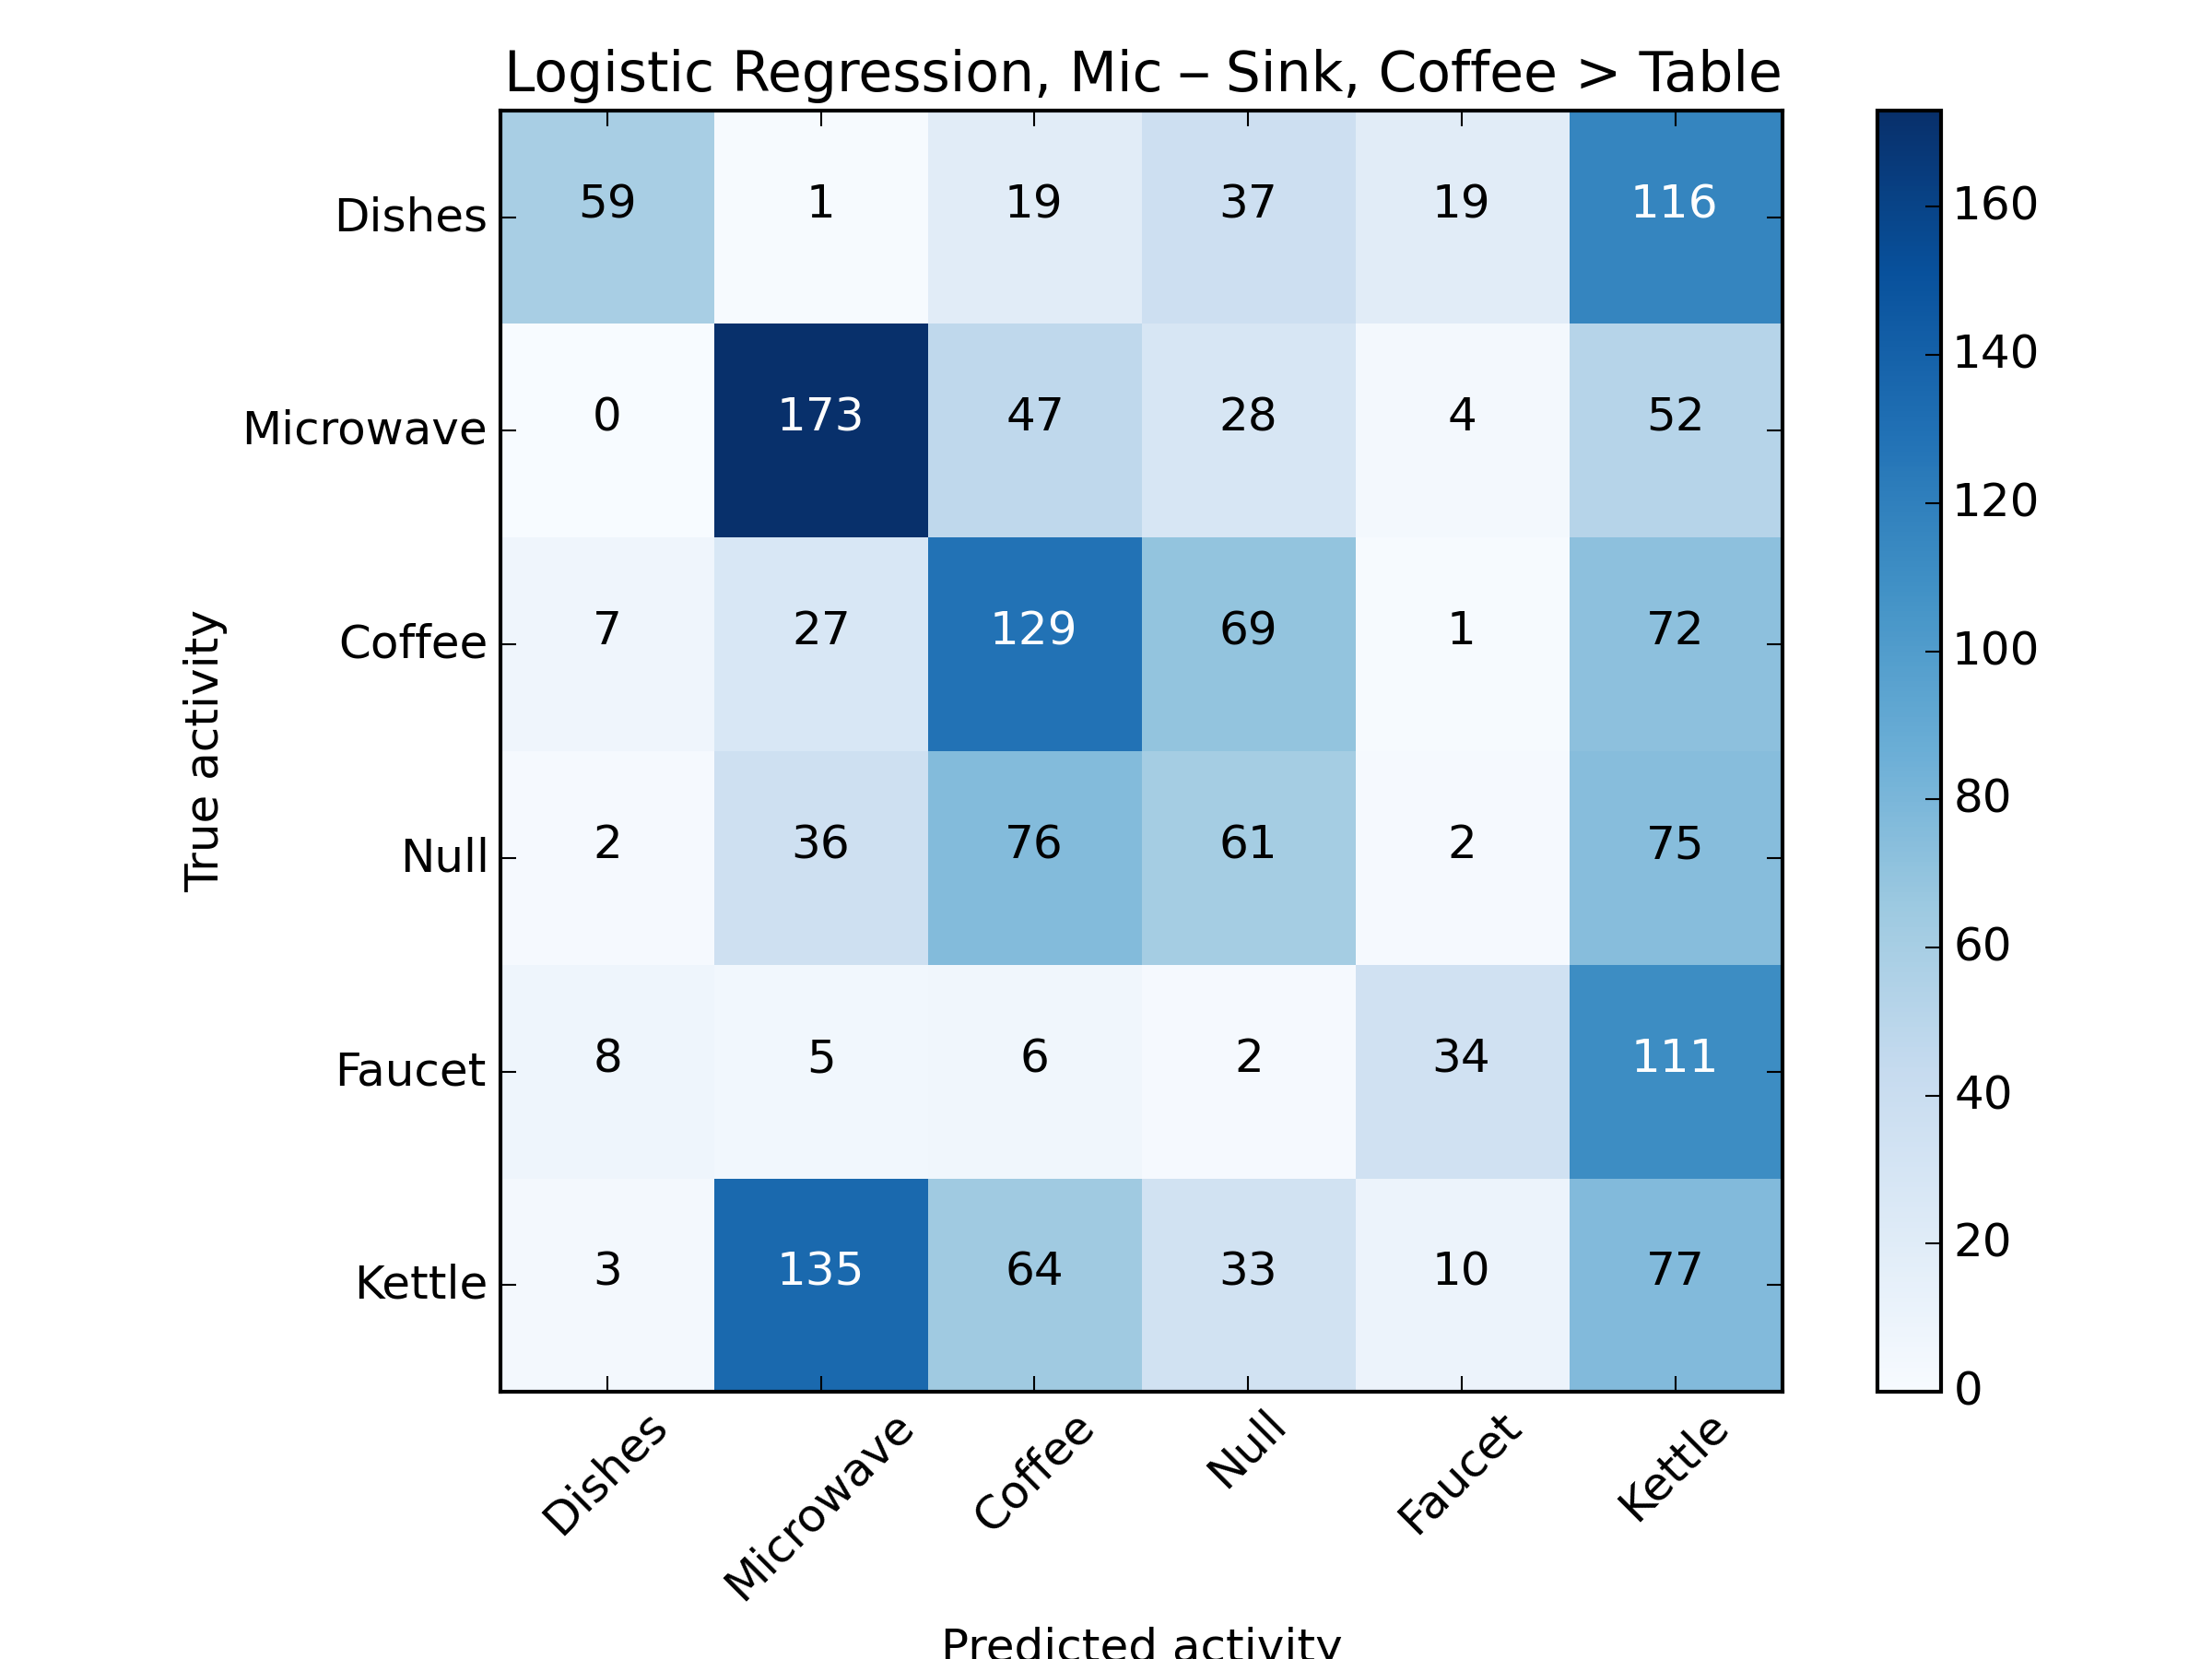 Logistic Regression, Mic – Sink, Coffee > Table
Dishes 59 1 19 37 19 116
Microwave 0 173 47 28 4 52
Coffee 7 27 129 69 1 72
Null 2 36 76 61 2 75
Faucet 8 5 6 2 34 111
Kettle 3 135 64 33 10 77
True activity
Dishes Microwave Coffee Null Faucet Kettle
Predicted activity
160
140
120
100
80
60
40
20
0